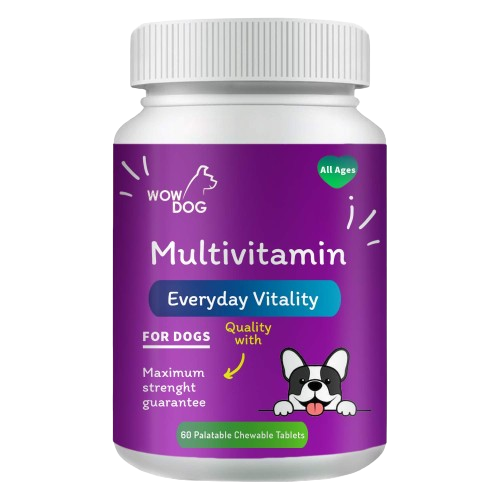 All Ages
WOW
DOG
Multivitamin
Everyday Vitality
FOR DOGS
Quality
with
Maximum
strenght
guarantee
60 Palatable Chewable Tablets